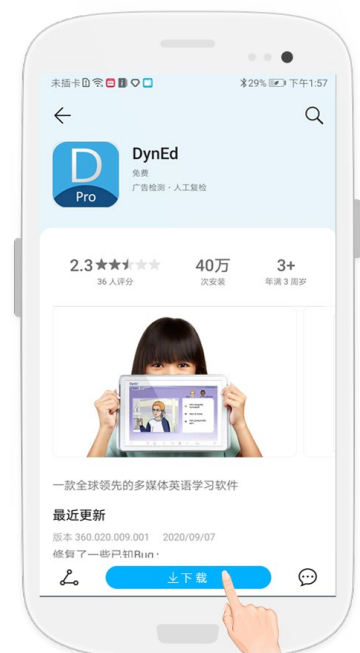 未插卡
29% 下午1:57
D
Pro
DynEd
免费
广告检测 · 人工复检
2.3
36 人评分
40万
次安装
3+
年满 3 周岁
一款全球领先的多媒体英语学习软件
最近更新
版本 360.020.009.001 2020/09/07
修复了一些已知Bug；
下载